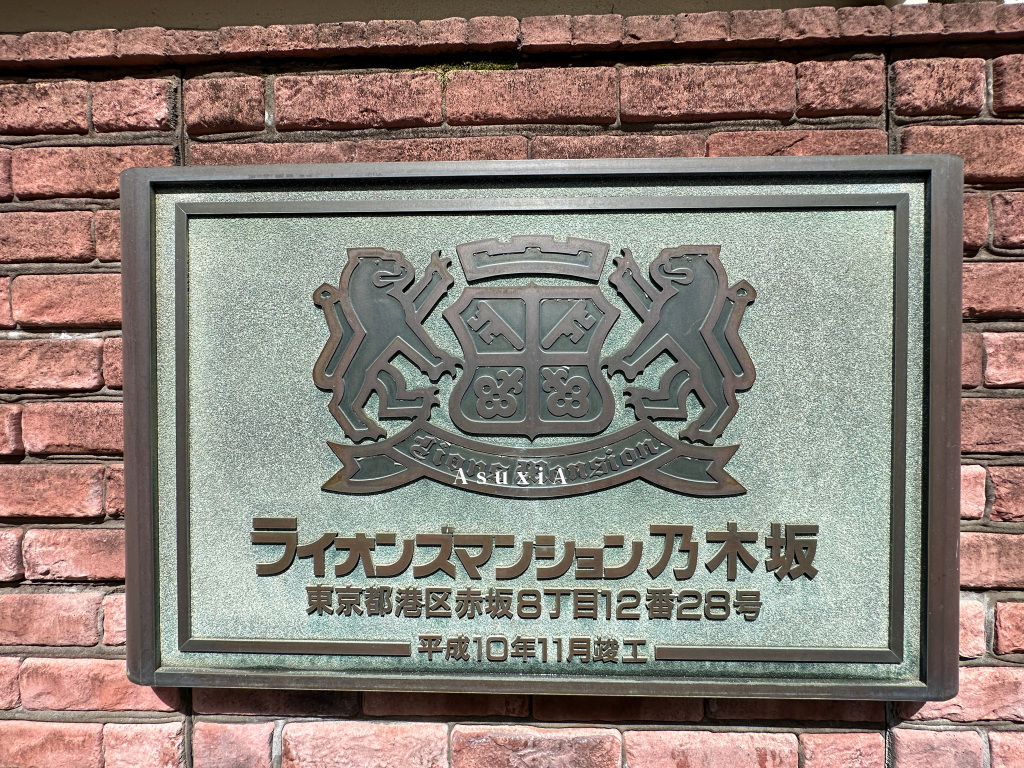 Lions Mansion
AsuxiA
ライオンズマンション乃木坂
東京都港区赤坂8丁目12番28号
平成10年11月竣工